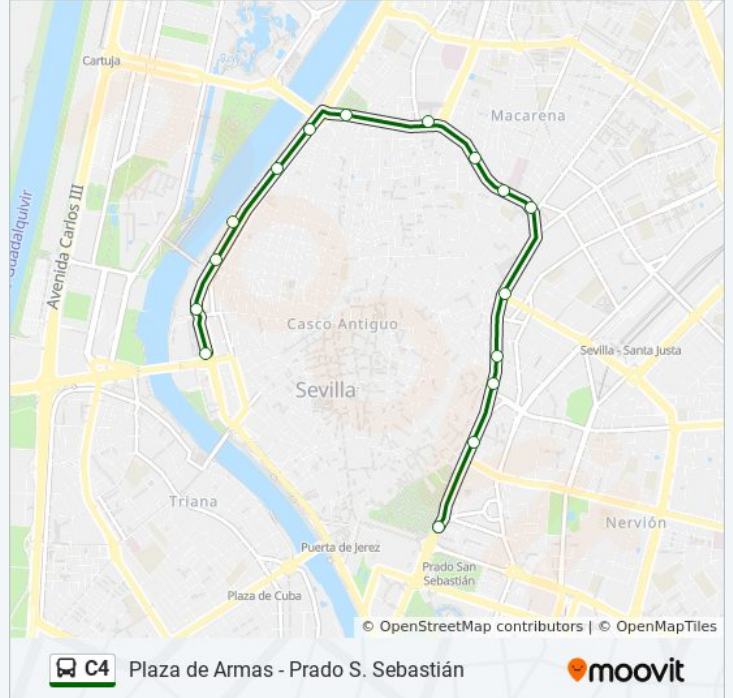 Cartuja
Macarena
Guadalquivir
Avenida Carlos III
Casco Antiguo
Sevilla - Santa Justa
Sevilla
Triana
Nervión
Puerta de Jerez
Prado San
Sebastián
Plaza de Cuba
© OpenStreetMap contributors | © OpenMapTiles
C4 Plaza de Armas - Prado S. Sebastián
moovit